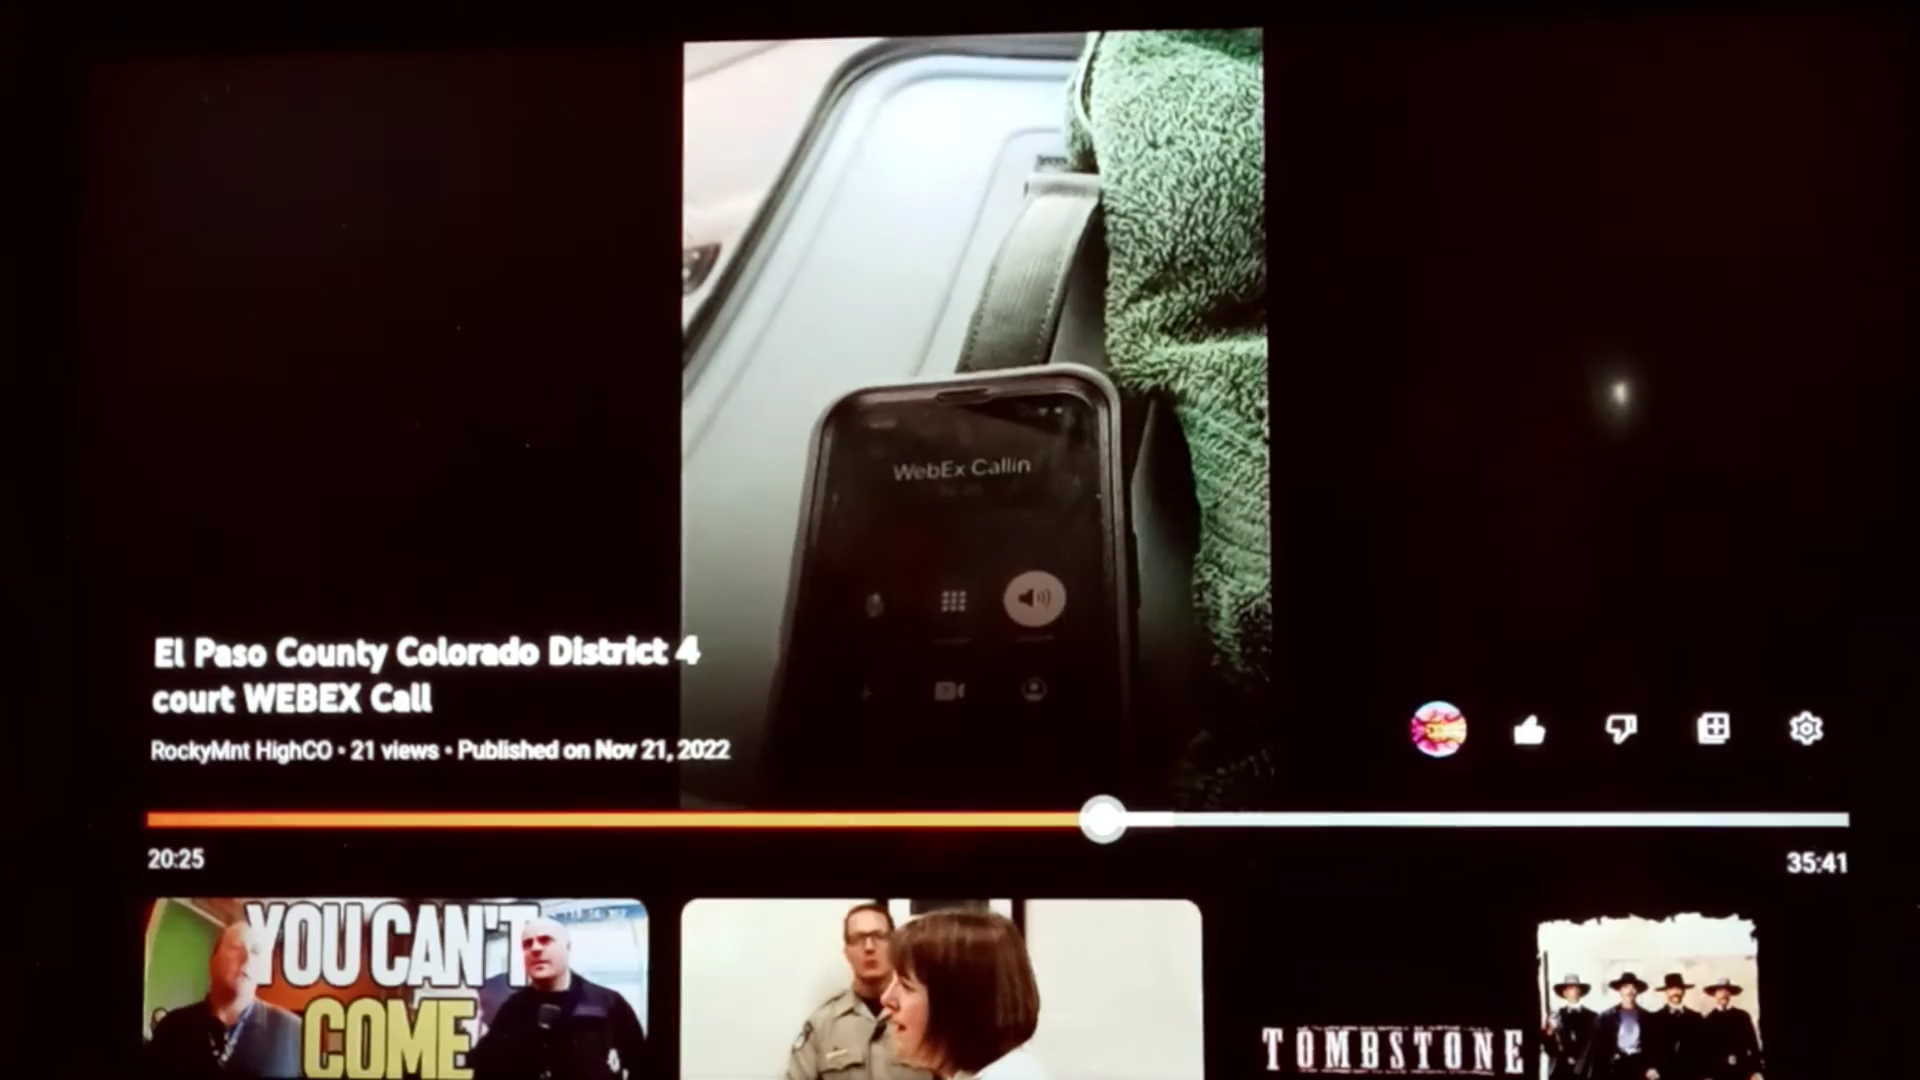 WebEx Callin
El Paso County Colorado District 4
court WEBEX Call
RockyMnt HighCO • 21 views • Published on Nov 21, 2022
20:25
35:41
YOU CAN'T
COME
TOMBSTONE